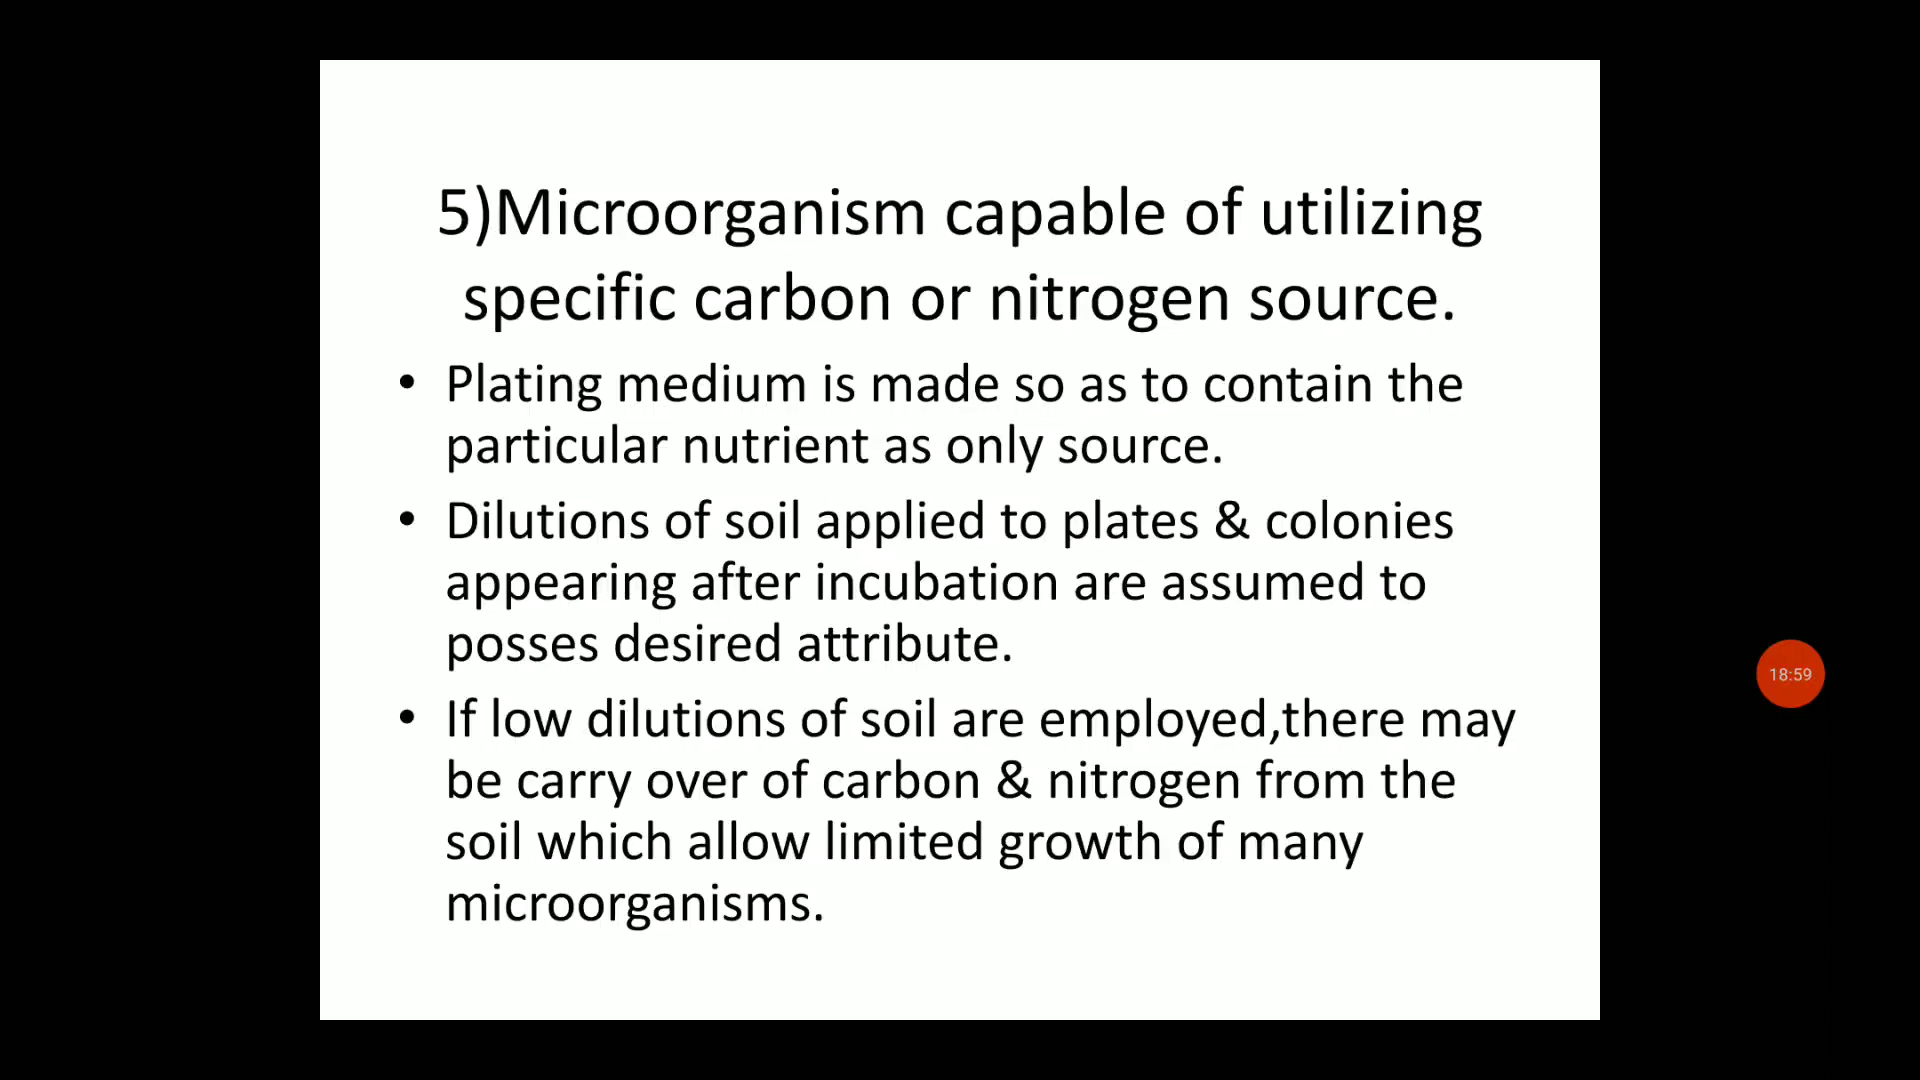 5)Microorganism capable of utilizing
specific carbon or nitrogen source.
• Plating medium is made so as to contain the
particular nutrient as only source.
• Dilutions of soil applied to plates & colonies
appearing after incubation are assumed to
posses desired attribute.
• If low dilutions of soil are employed,there may
be carry over of carbon & nitrogen from the
soil which allow limited growth of many
microorganisms.
18:59